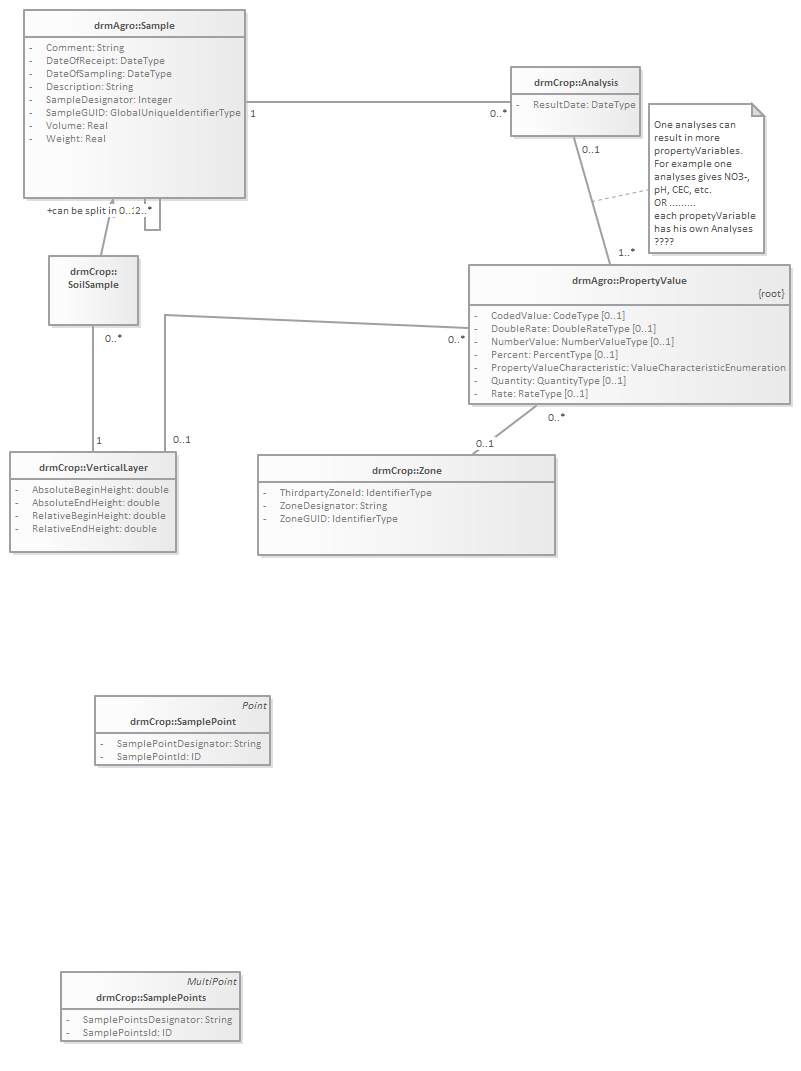 drmAgro::Sample
- Comment: String
- DateOfReceipt: DateType
- DateOfSampling: DateType
- Description: String
- SampleDesignator: Integer
- SampleGUID: GlobalUniqueIdentifierType
- Volume: Real
- Weight: Real
drmCrop::Analysis
- ResultDate: DateType
1
0..*
One analyses can
result in more
propertyVariables.
For example one
analyses gives NO3-,
pH, CEC, etc.
OR .........
each propetyVariable
has his own Analyses
????
0..1
1..*
+can be split in 0..1
2..*
drmCrop::
SoilSample
0..*
1
drmAgro::PropertyValue
{root}
- CodedValue: CodeType [0..1]
- DoubleRate: DoubleRateType [0..1]
- NumberValue: NumberValueType [0..1]
- Percent: PercentType [0..1]
- PropertyValueCharacteristic: ValueCharacteristicEnumeration
- Quantity: QuantityType [0..1]
- Rate: RateType [0..1]
0..*
0..1
0..*
0..1
drmCrop::VerticalLayer
- AbsoluteBeginHeight: double
- AbsoluteEndHeight: double
- RelativeBeginHeight: double
- RelativeEndHeight: double
drmCrop::Zone
- ThirdpartyZoneId: IdentifierType
- ZoneDesignator: String
- ZoneGUID: IdentifierType
Point
drmCrop::SamplePoint
- SamplePointDesignator: String
- SamplePointId: ID
MultiPoint
drmCrop::SamplePoints
- SamplePointsDesignator: String
- SamplePointsId: ID